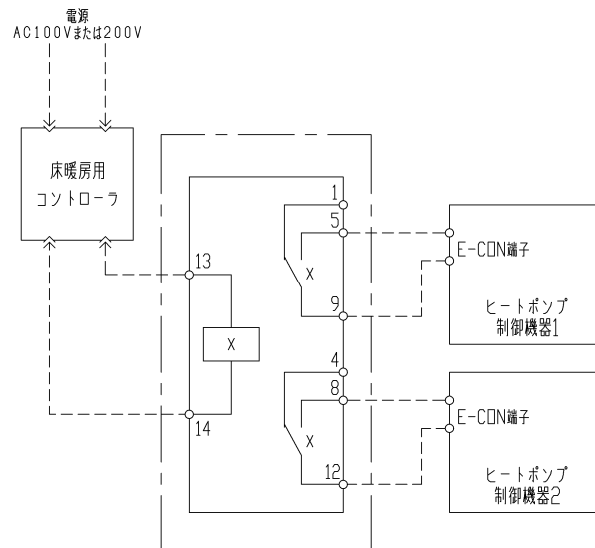 電源
AC100Vまたは200V
床暖房用
コントローラ
13
X
14
1
5
X
9
4
8
X
12
E-CON端子
ヒートポンプ
制御機器1
E-CON端子
ヒートポンプ
制御機器2